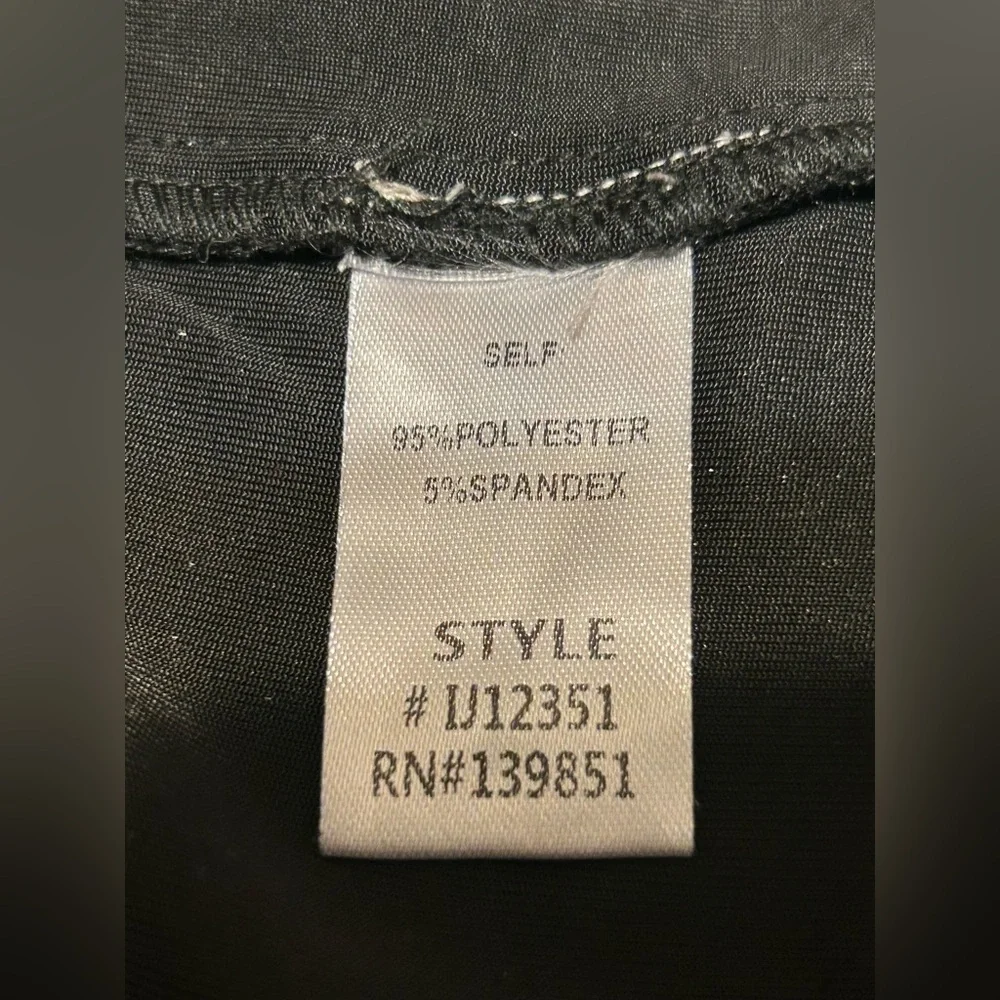 SELF
95%POLYESTER
5%SPANDEX
STYLE
# IJ12351
RN#139851